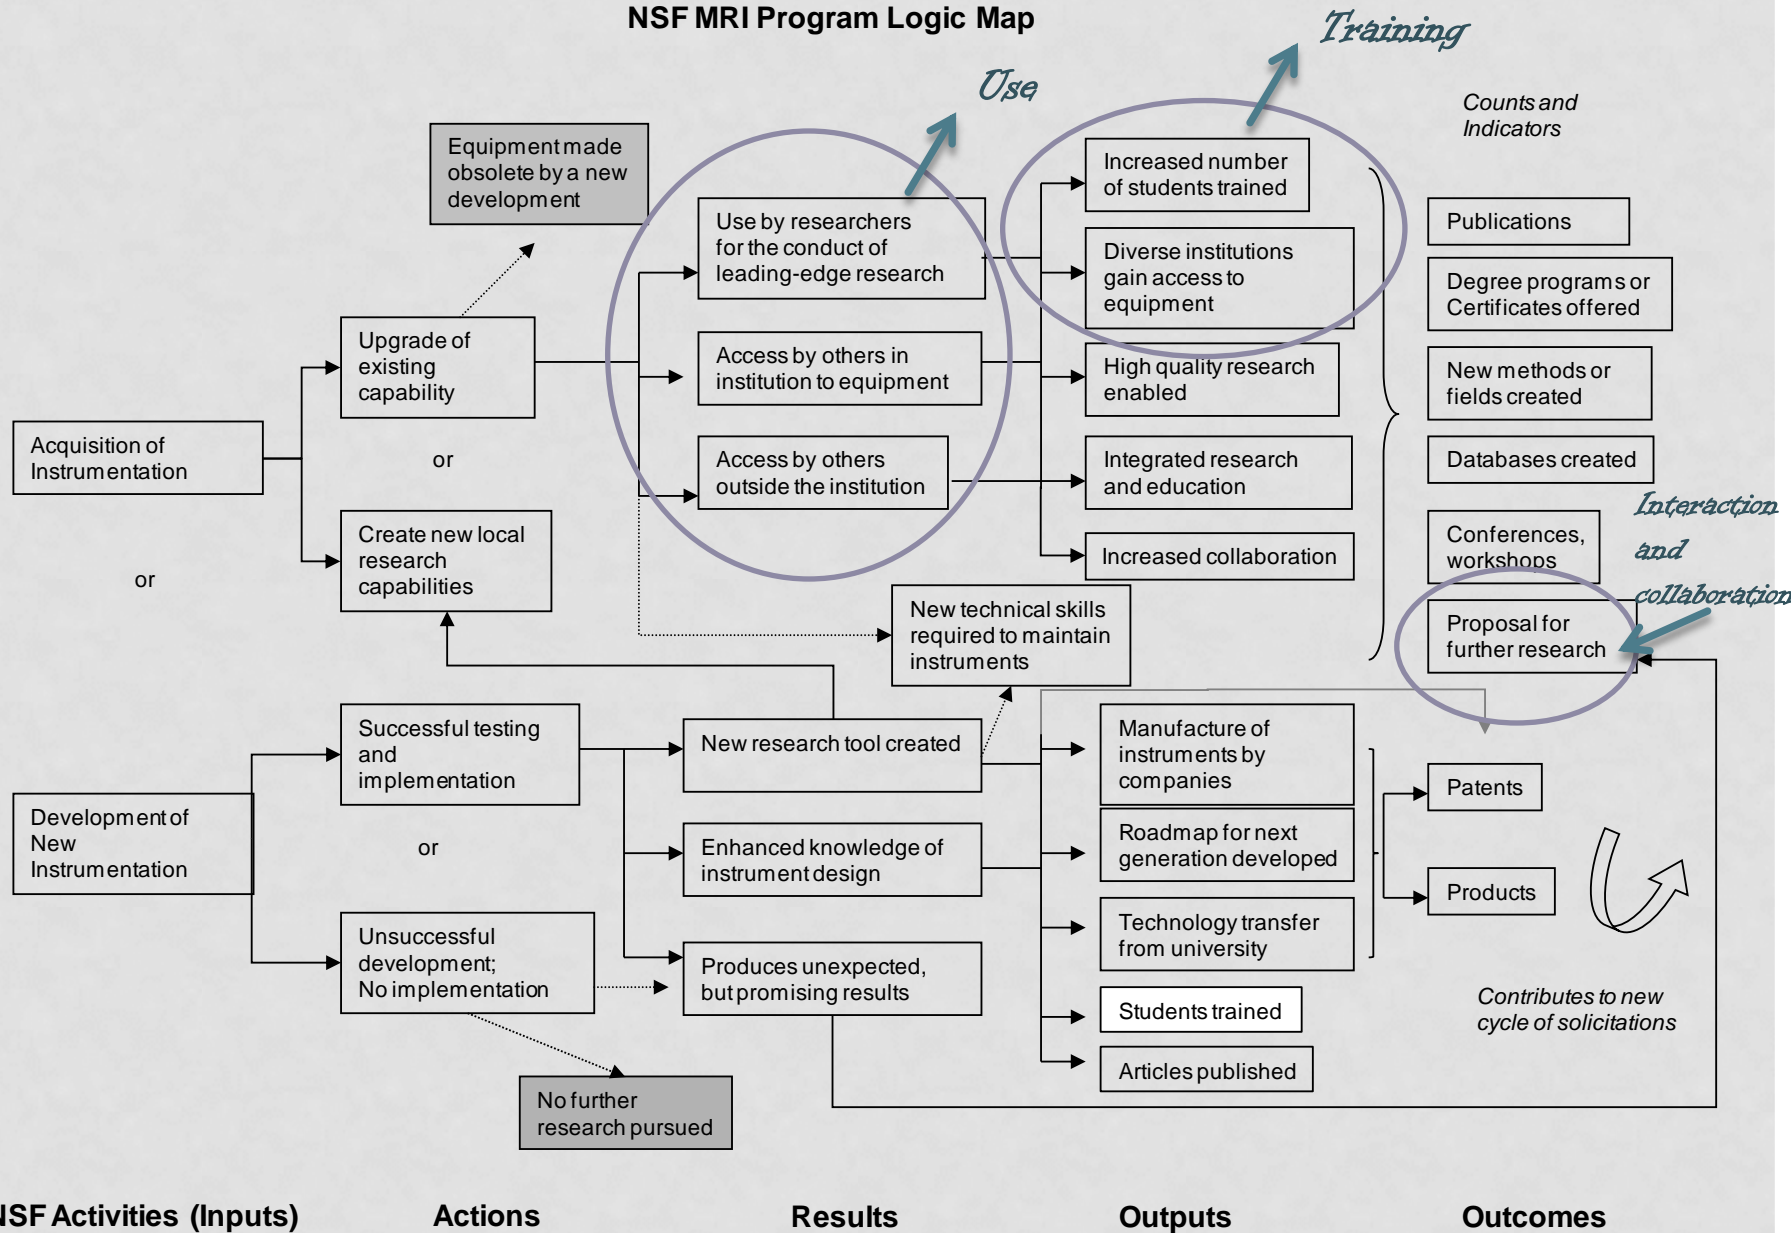 NSF MRI Program Logic Map
Training
Use
Counts and
Indicators
Equipment made
obsolete by a new
development
Increased number
of students trained
Use by researchers
for the conduct of
leading-edge research
Publications
Diverse institutions
gain access to
equipment
Degree programs or
Certificates offered
Upgrade of
existing
capability
Access by others in
institution to equipment
High quality research
enabled
New methods or
fields created
Acquisition of
Instrumentation
or
Access by others
outside the institution
Integrated research
and education
Databases created
Interaction
and
collaboration
Create new local
research
capabilities
Increased collaboration
Conferences,
workshops
or
New technical skills
required to maintain
instruments
Proposal for
further research
Successful testing
and
implementation
New research tool created
Manufacture of
instruments by
companies
Patents
Development of
New
Instrumentation
or
Enhanced knowledge of
instrument design
Roadmap for next
generation developed
Products
Unsuccessful
development;
No implementation
Produces unexpected,
but promising results
Technology transfer
from university
Students trained
Contributes to new
cycle of solicitations
Articles published
No further
research pursued
NSF Activities (Inputs)
Actions
Results
Outputs
Outcomes